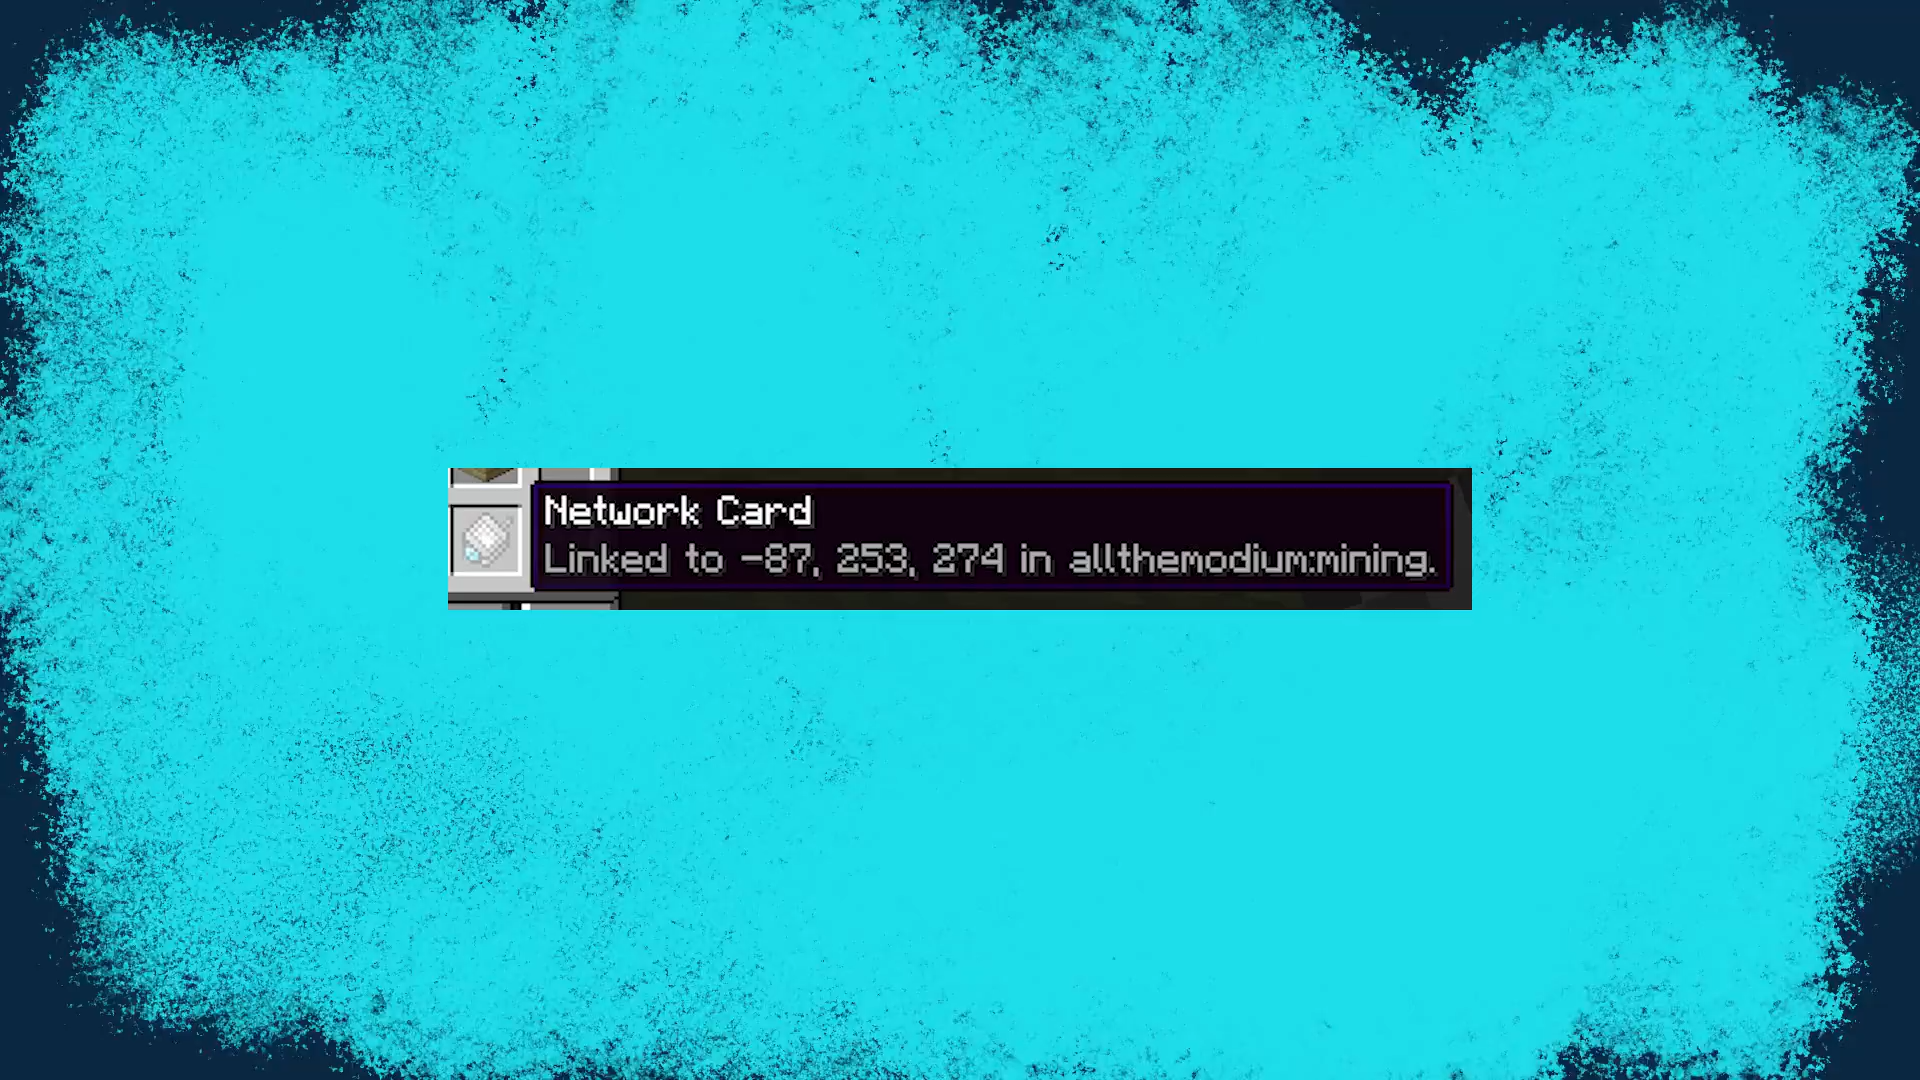 Network Card
Linked to -87, 253, 274 in allthemodium:mining.